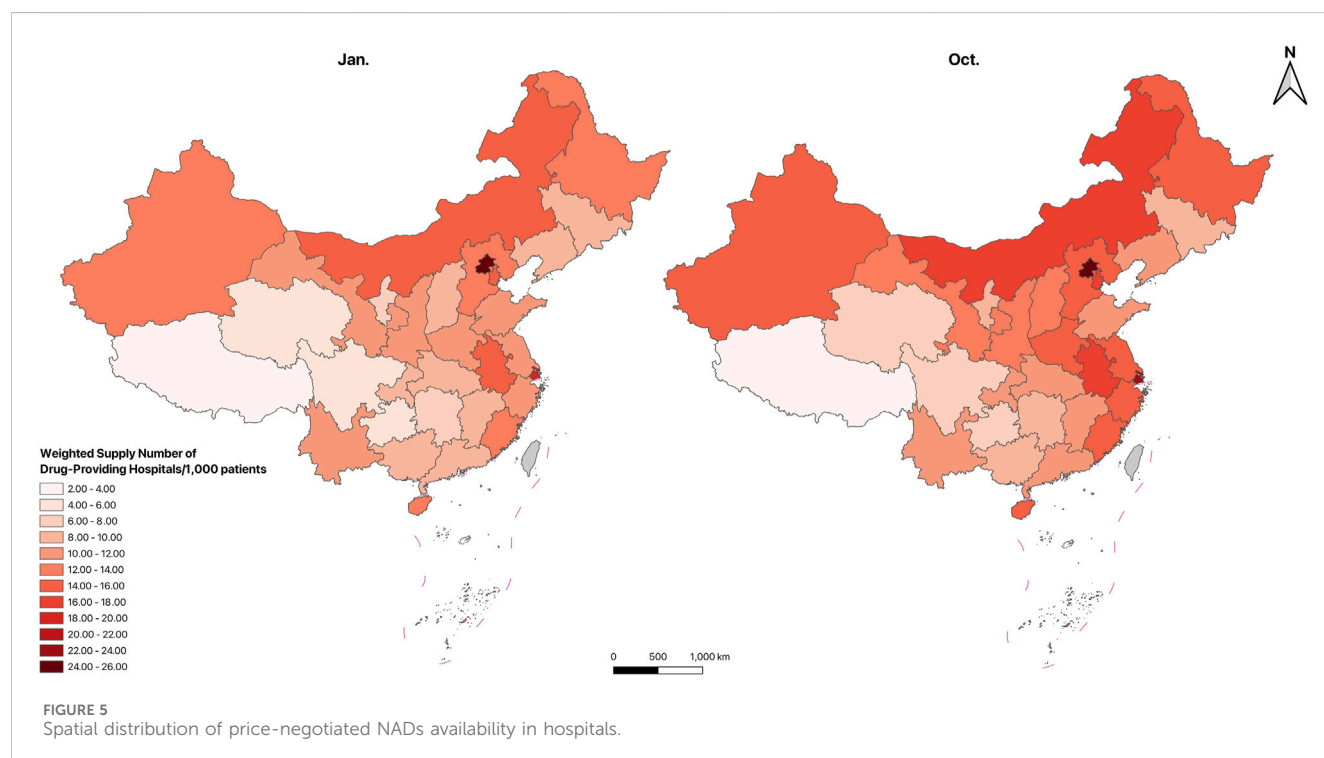 Jan.
Oct.
N
Weighted Supply Number of
Drug-Providing Hospitals/1,000 patients
2.00 - 4.00
4.00 - 6.00
6.00 - 8.00
8.00 - 10.00
10.00 - 12.00
12.00 - 14.00
14.00 - 16.00
16.00 - 18.00
18.00 - 20.00
20.00 - 22.00
22.00 - 24.00
24.00 - 26.00
0 500 1,000 km
FIGURE 5
Spatial distribution of price-negotiated NADs availability in hospitals.